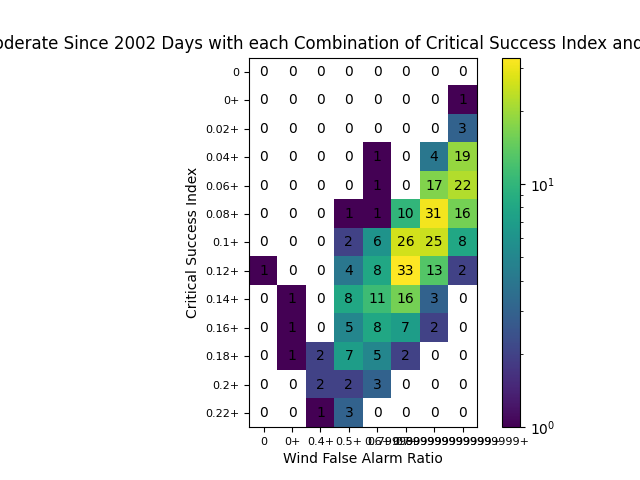 oderate Since 2002 Days with each Combination of Critical Success Index and
0 0 0 0 0 0 0 0 0
0+ 0 0 0 0 0 0 0 1
0.02+ 0 0 0 0 0 0 0 3
0.04+ 0 0 0 0 1 0 4 19
0.06+ 0 0 0 0 1 0 17 22
0.08+ 0 0 0 1 1 10 31 16
0.1+ 0 0 0 2 6 26 25 8
0.12+ 1 0 0 4 8 33 13 2
0.14+ 0 1 0 8 11 16 3 0
0.16+ 0 1 0 5 8 7 2 0
0.18+ 0 1 2 7 5 2 0 0
0.2+ 0 0 2 2 3 0 0 0
0.22+ 0 0 1 3 0 0 0 0
0 0+ 0.4+ 0.5+
Wind False Alarm Ratio
Critical Success Index
10¹
10⁰